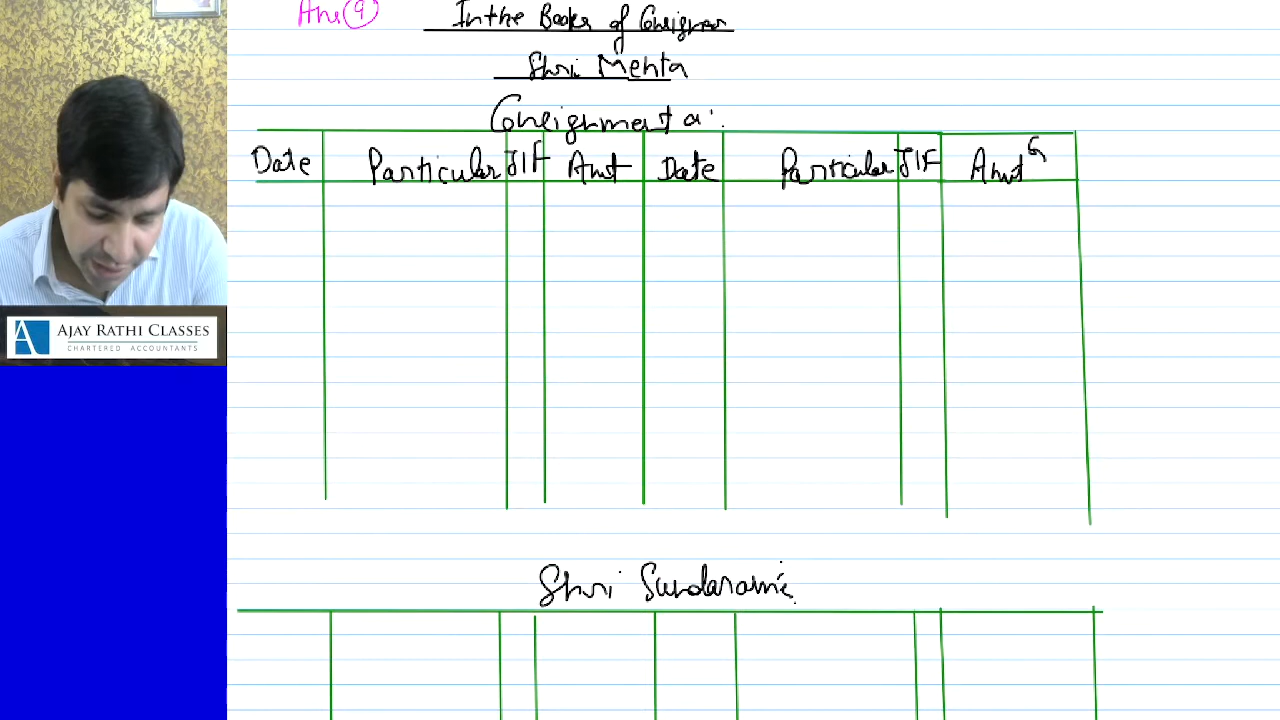 Ans 9
In the Books of Consignor
Shri Mehta
Consignment a:
Date Particular J|F Amt Date Particular J|F Amt
Shri Sundaram
AJAY RATHI CLASSES
CHARTERED ACCOUNTANTS